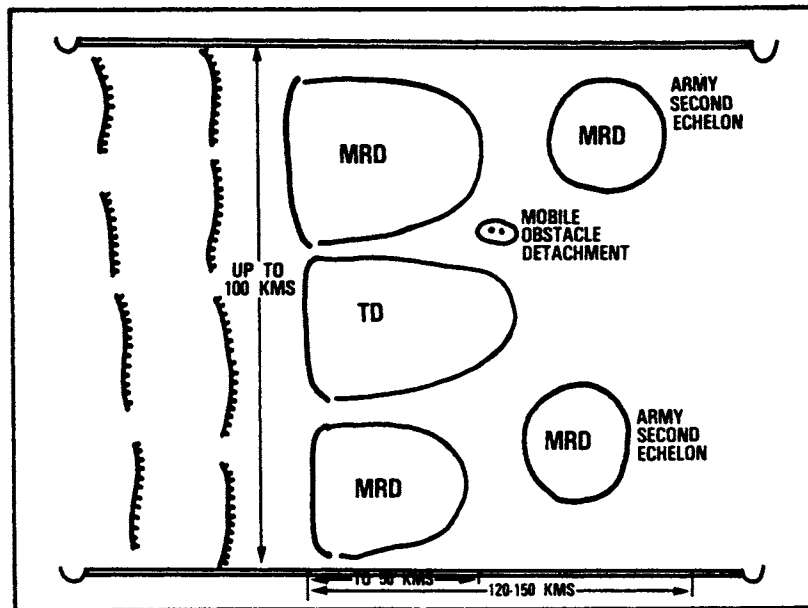 MRD
ARMY
SECOND
ECHELON
MRD
MOBILE
OBSTACLE
DETACHMENT
UP TO
100 KMS
TD
MRD
ARMY
SECOND
ECHELON
MRD
TO 50 KMS
120-150 KMS